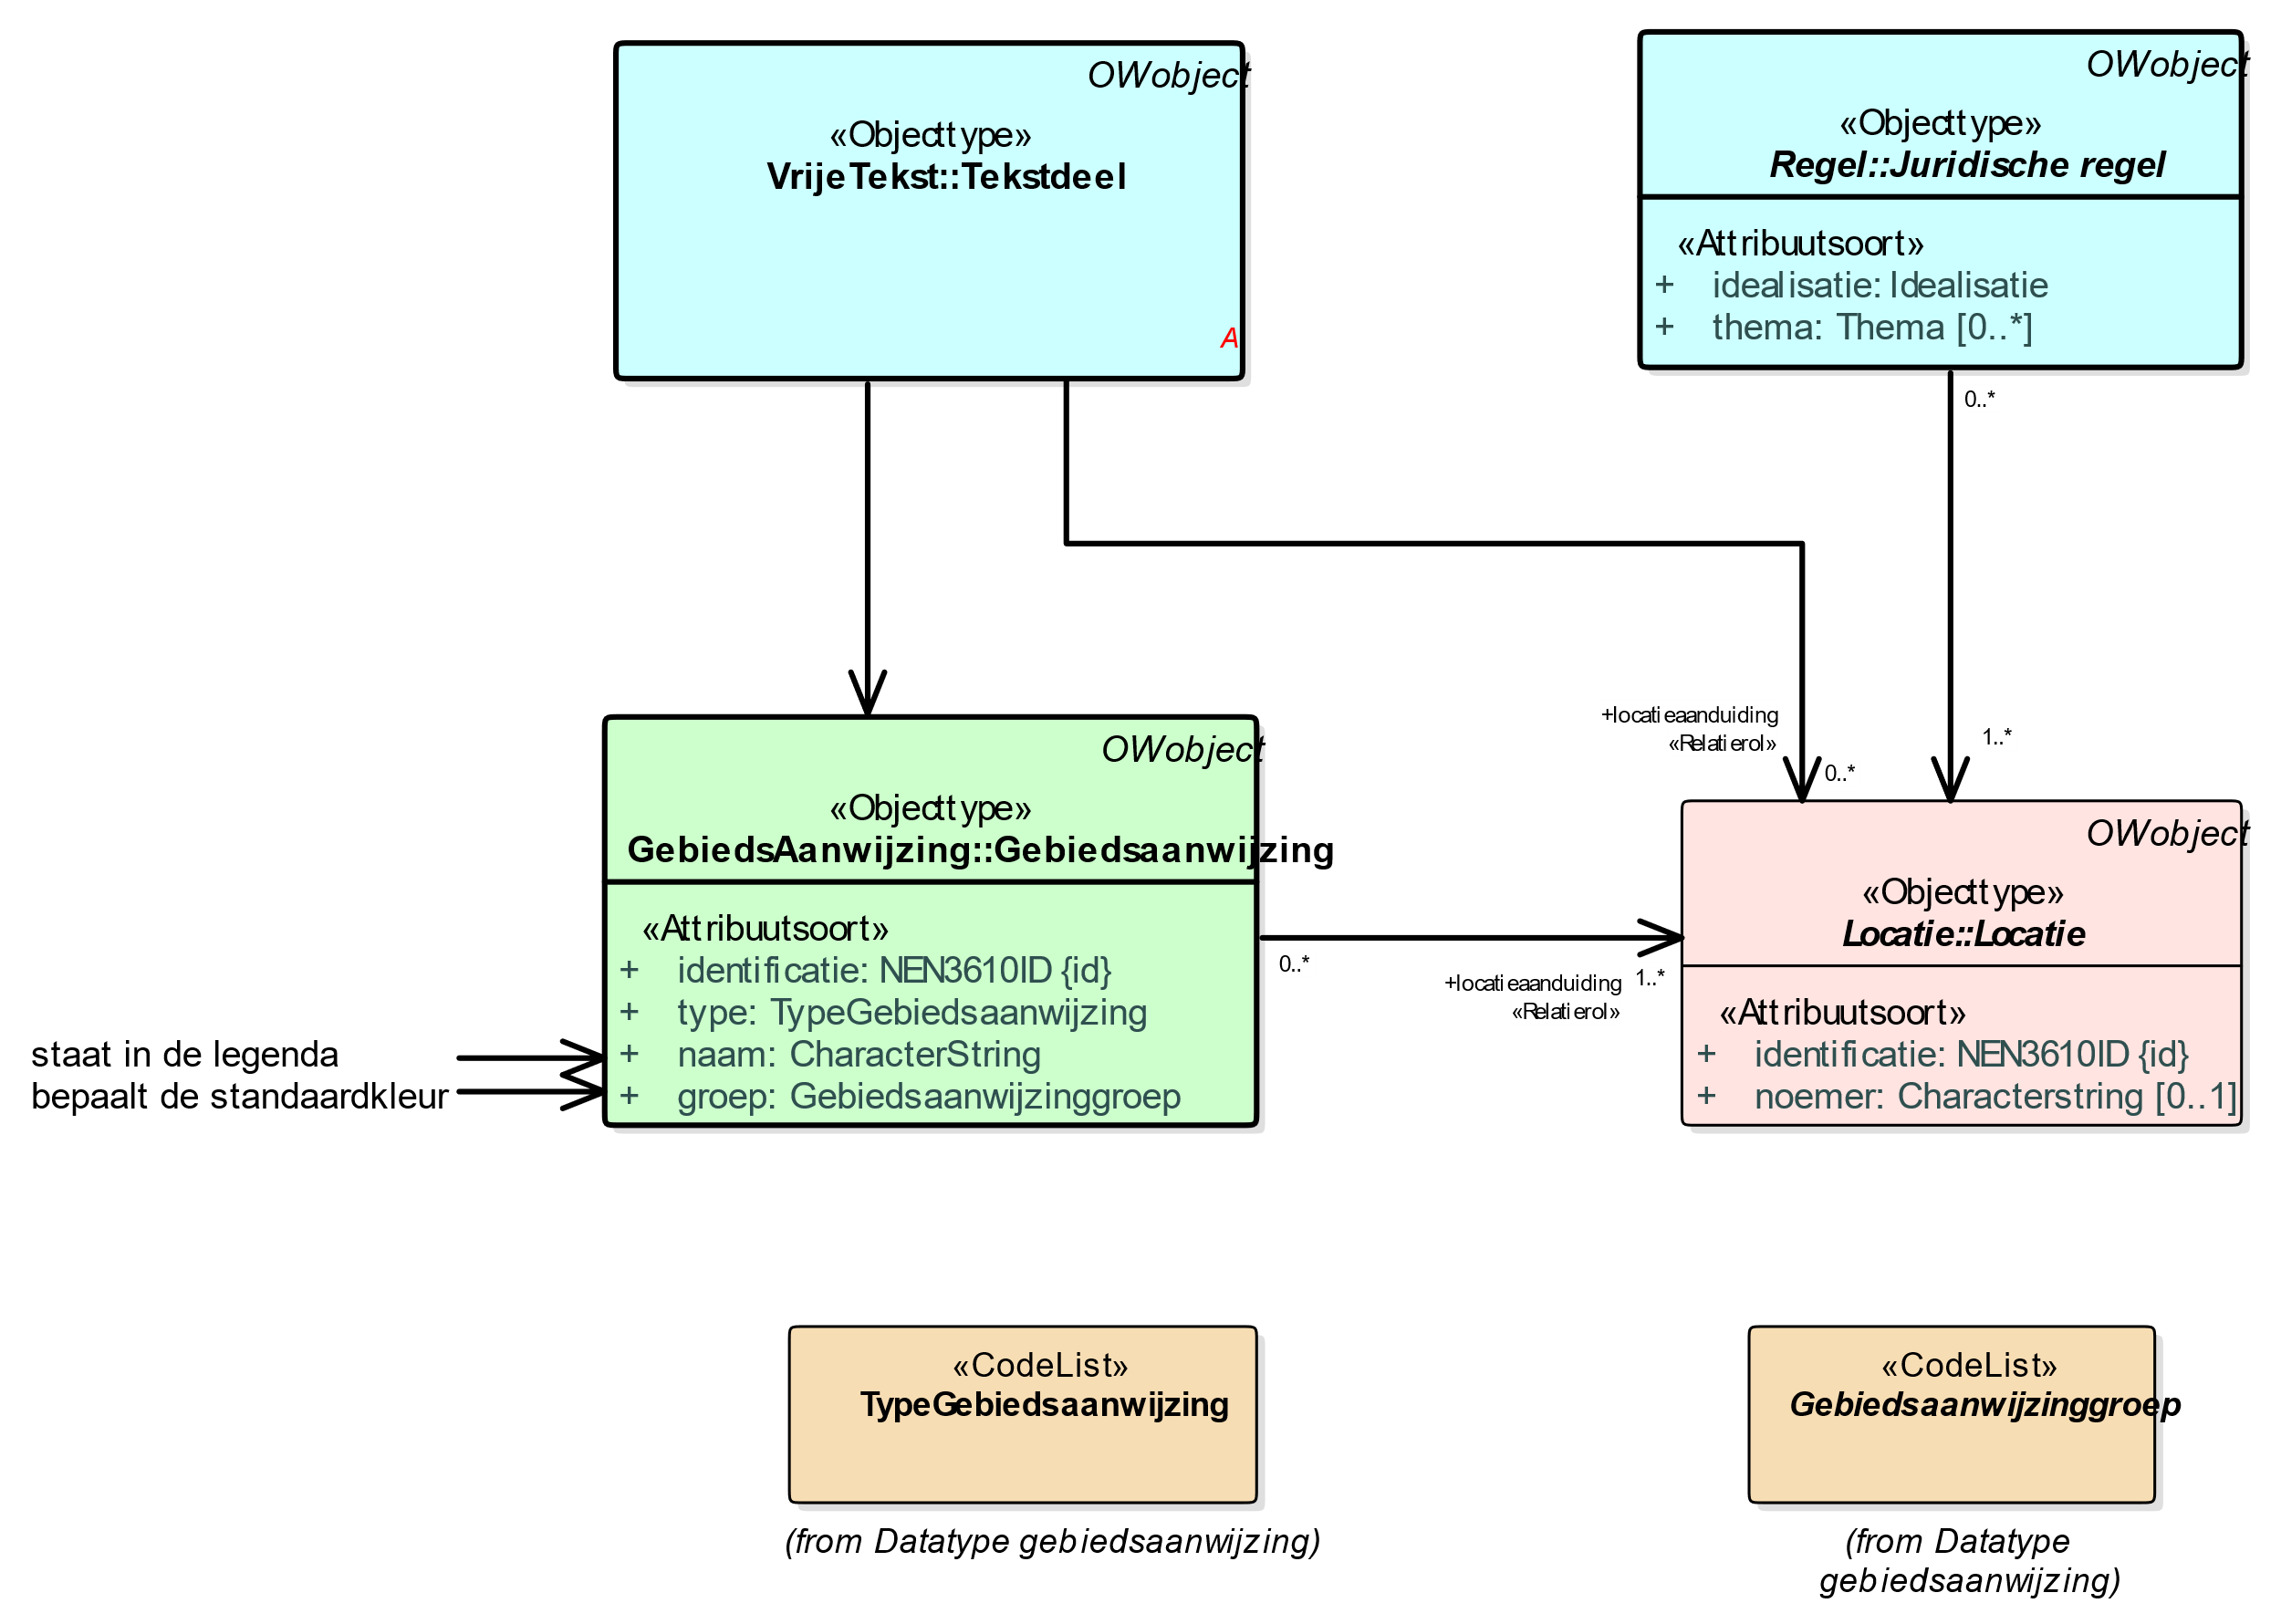 OWobject
«Objecttype»
VrijeTekst::Tekstdeel
A
OWobject
«Objecttype»
Regel::Juridische regel
«Attribuutsoort»
+ idealisatie: Idealisatie
+ thema: Thema [0..*]
0..*
+locatieaanduiding
«Relatierol»
0..*
1..*
OWobject
«Objecttype»
GebiedsAanwijzing::Gebiedsaanwijzing
«Attribuutsoort»
+ identificatie: NEN3610ID {id}
+ type: TypeGebiedsaanwijzing
+ naam: CharacterString
+ groep: Gebiedsaanwijzinggroep
staat in de legenda
bepaalt de standaardkleur
0..*
+locatieaanduiding
«Relatierol»
1..*
OWobject
«Objecttype»
Locatie::Locatie
«Attribuutsoort»
+ identificatie: NEN3610ID {id}
+ noemer: Characterstring [0..1]
«CodeList»
TypeGebiedsaanwijzing
(from Datatype gebiedsaanwijzing)
«CodeList»
Gebiedsaanwijzinggroep
(from Datatype
gebiedsaanwijzing)